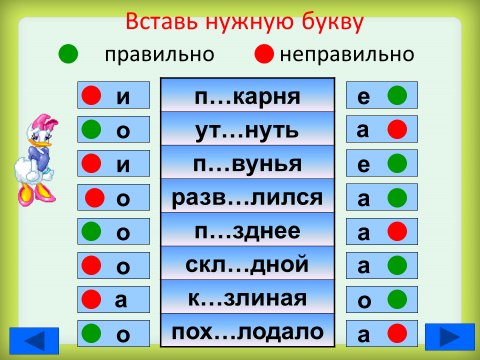 Вставь нужную букву
правильно неправильно
и п…карня е
о ут…нуть а
и п…вунья е
о разв…лился а
о п…зднее а
о скл…дной а
а к…злиная о
о пох…лодало а